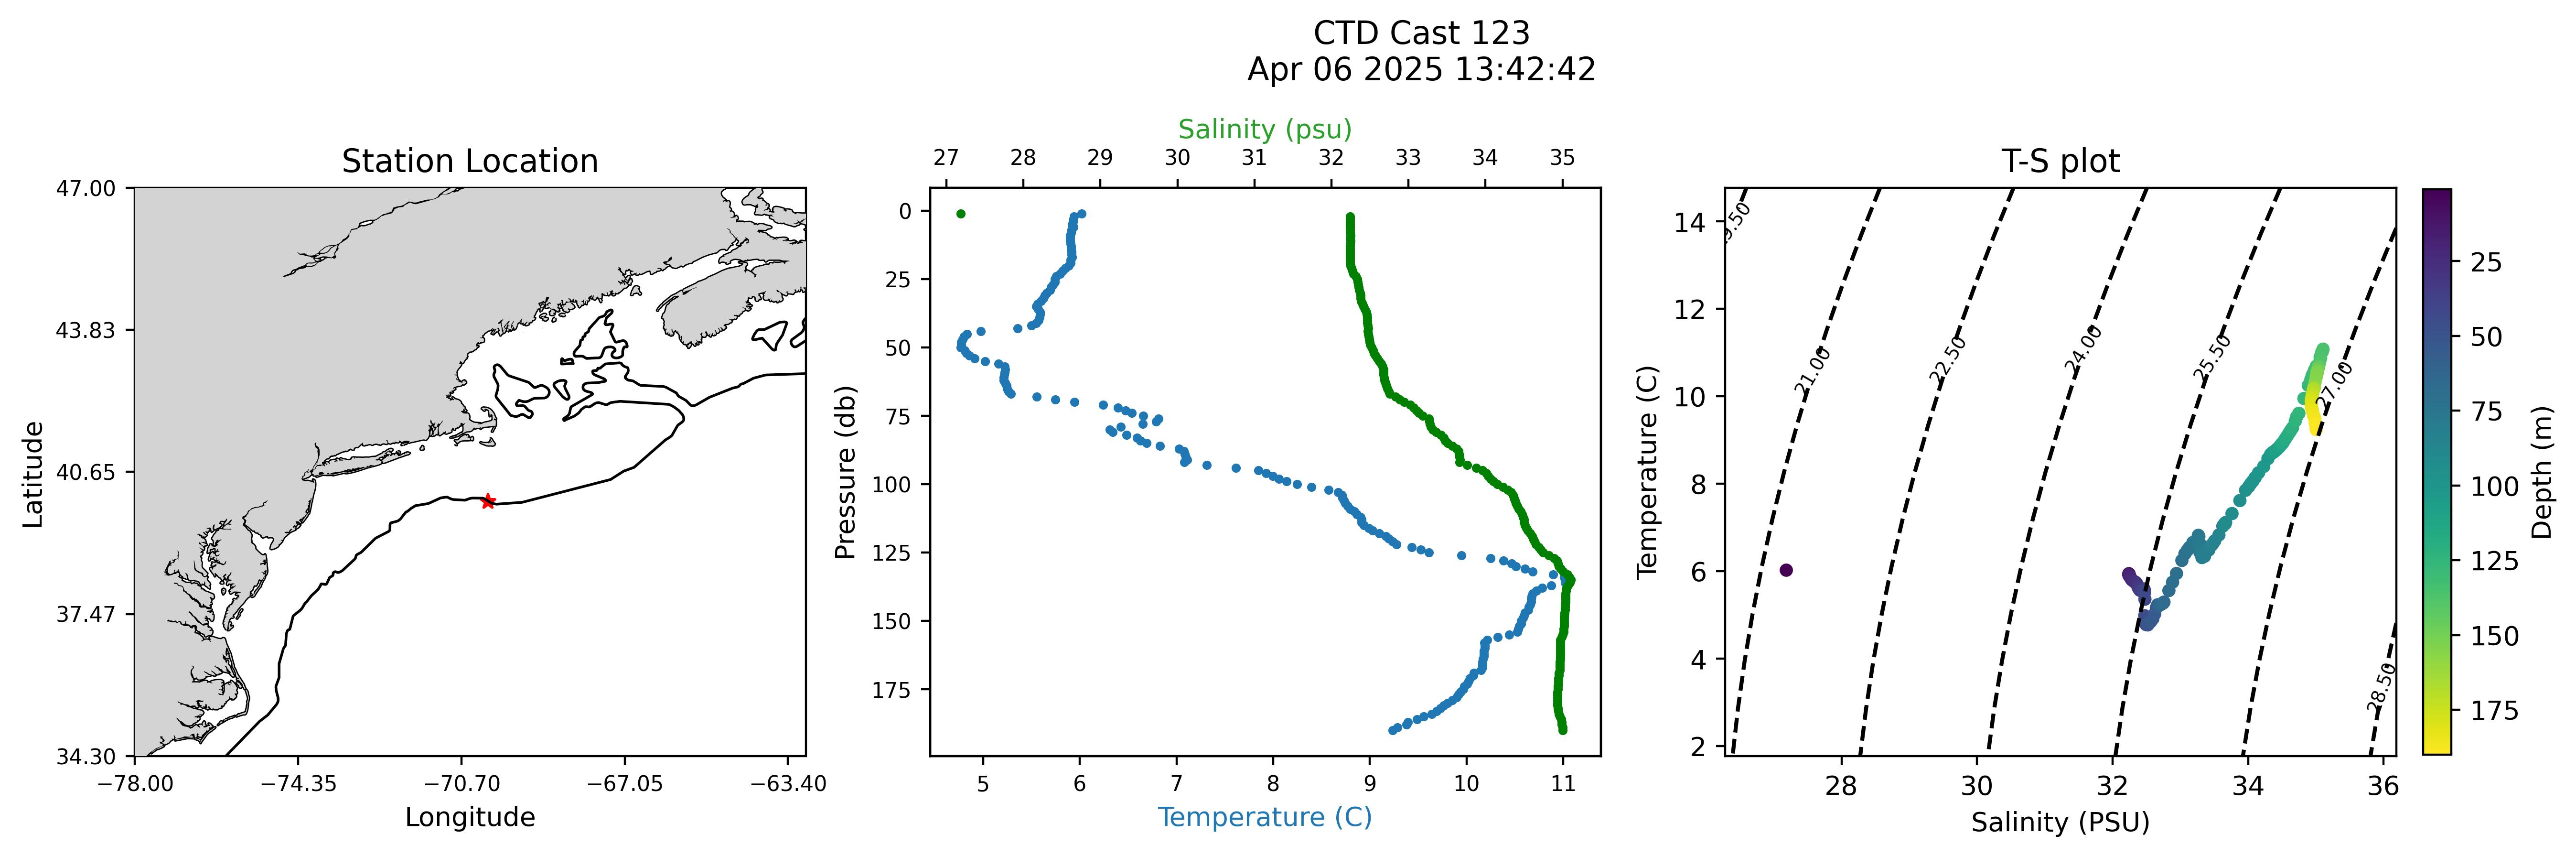 CTD Cast 123
Apr 06 2025 13:42:42
Station Location
47.00
43.83
40.65
37.47
34.30
Latitude
−78.00 −74.35 −70.70 −67.05 −63.40
Longitude
Salinity (psu)
27 28 29 30 31 32 33 34 35
0
25
50
75
100
125
150
175
Pressure (db)
5 6 7 8 9 10 11
Temperature (C)
T-S plot
14
12
10
8
6
4
2
Temperature (C)
21.00
22.50
24.00
25.50
27.00
28.50
28 30 32 34 36
Salinity (PSU)
25
50
75
100
125
150
175
Depth (m)